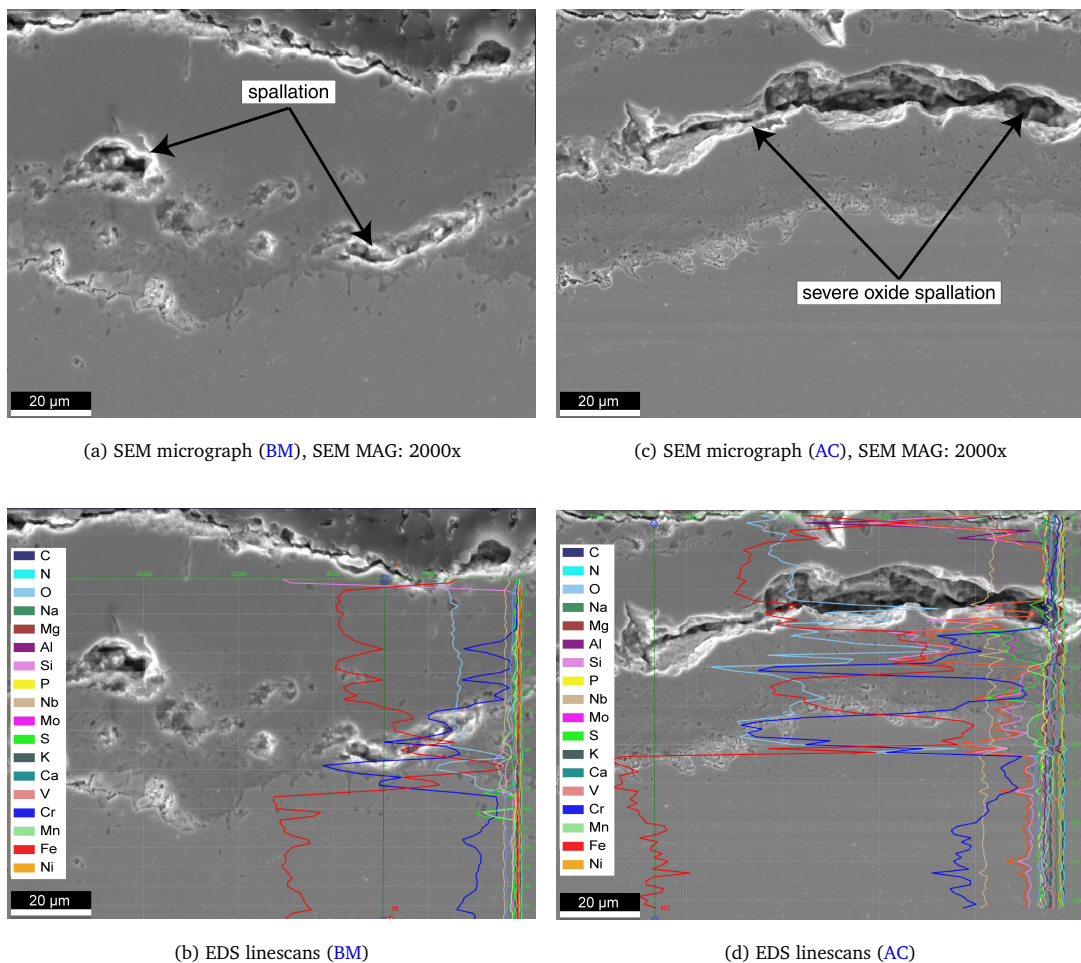 spallation
20 µm
(a) SEM micrograph (BM), SEM MAG: 2000x
severe oxide spallation
20 µm
(c) SEM micrograph (AC), SEM MAG: 2000x
C
N
O
Na
Mg
Al
Si
P
Nb
Mo
S
K
Ca
V
Cr
Mn
Fe
Ni
16000
12000
20 µm
(b) EDS linescans (BM)
C
N
O
Na
Mg
Al
Si
P
Nb
Mo
S
K
Ca
V
Cr
Mn
Fe
Ni
20 µm
(d) EDS linescans (AC)